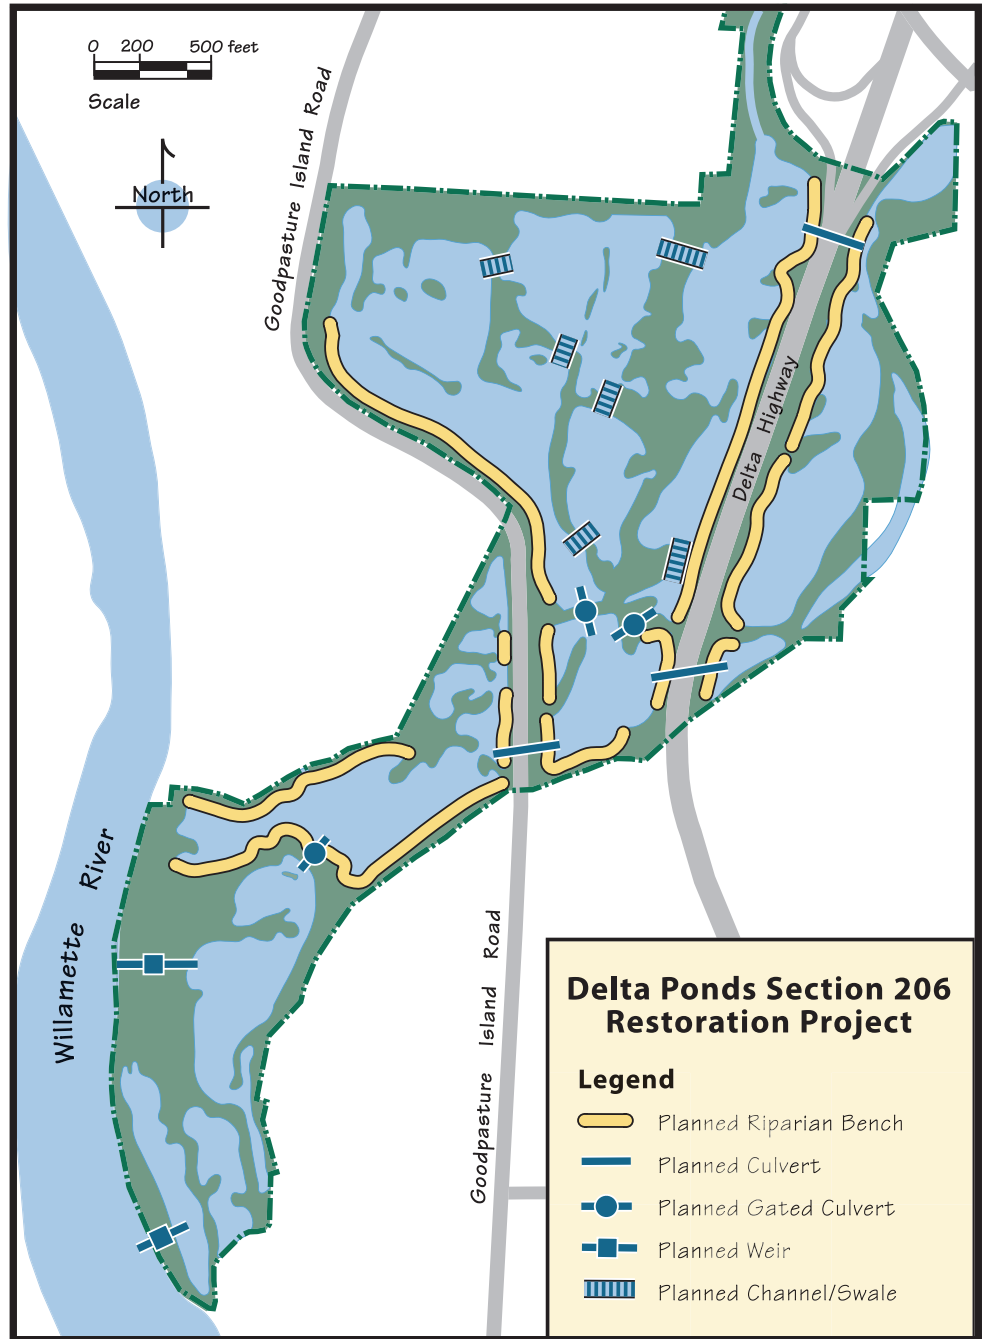 0 200 500 feet
Scale
North
Goodpasture Island Road
Delta Highway
Willamette River
Goodpasture Island Road
Delta Ponds Section 206
Restoration Project
Legend
Planned Riparian Bench
Planned Culvert
Planned Gated Culvert
Planned Weir
Planned Channel/Swale